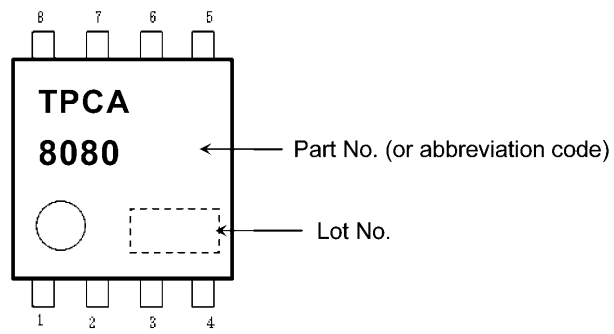 8 7 6 5
TPCA
8080
Part No. (or abbreviation code)
Lot No.
1 2 3 4